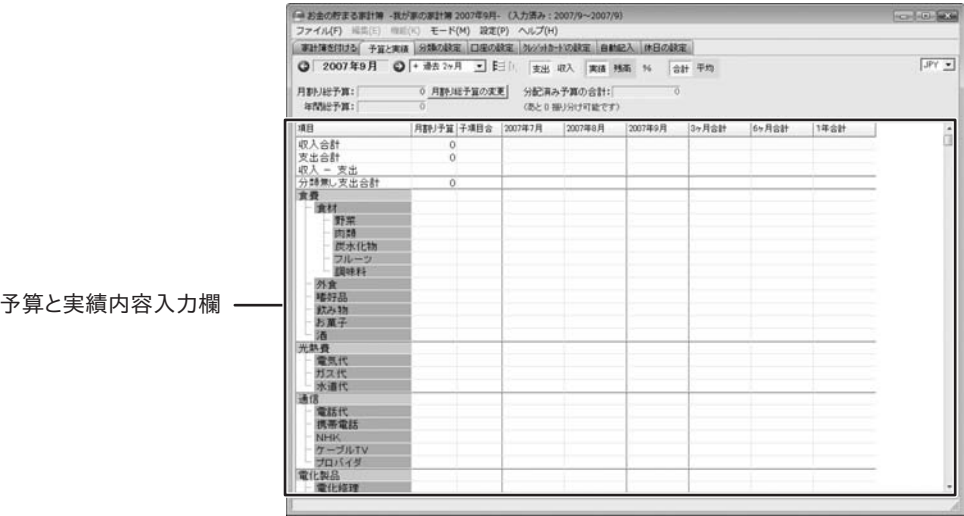 お金の貯まる家計簿 -我が家の家計簿 2007年9月- (入力済み：2007/9～2007/9)
ファイル(F) 編集(E) 機能(K) モード(M) 設定(P) ヘルプ(H)
家計簿を付ける 予算と実績 分類の設定 口座の設定 クレジットカードの設定 自動記入 休日の設定
2007年9月 + 過去 2ヶ月 支出 収入 実績 残高 % 合計 平均 JPY
月割り総予算： 0 月割り総予算の変更 分配済み予算の合計： 0
年間総予算： 0 (あと 0 振り分け可能です)
項目 月割り予算 子項目合 2007年7月 2007年8月 2007年9月 3ヶ月合計 6ヶ月合計 1年合計
収入合計 0
支出合計 0
収入 － 支出
分類無し支出合計 0
食費
食材
野菜
肉類
炭水化物
フルーツ
調味料
外食
嗜好品
飲み物
お菓子
酒
光熱費
電気代
ガス代
水道代
通信
電話代
携帯電話
NHK
ケーブルTV
プロバイダ
電化製品
電化修理
予算と実績内容入力欄